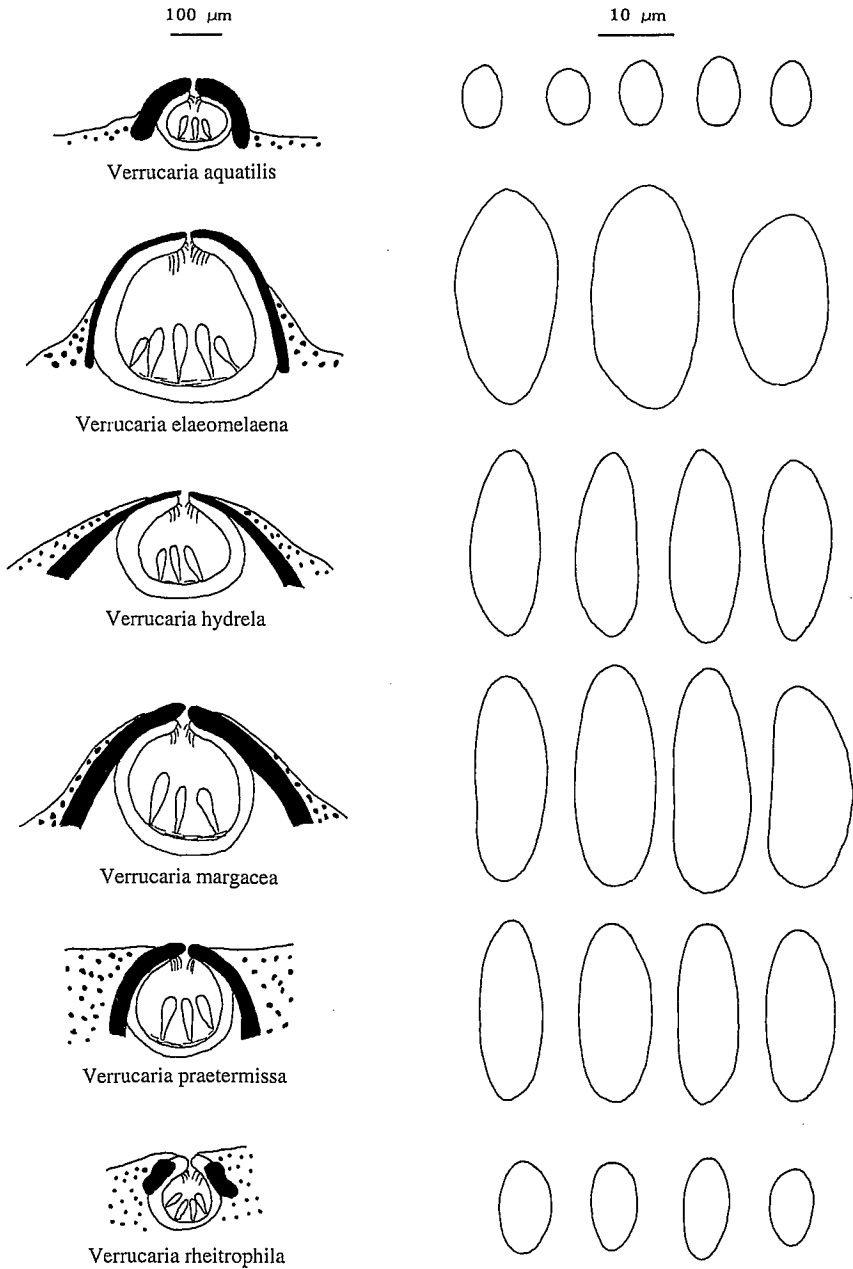 100 μm
10 μm
Verrucaria aquatilis
Verrucaria elaeomelaena
Verrucaria hydrela
Verrucaria margacea
Verrucaria praetermissa
Verrucaria rheitrophila